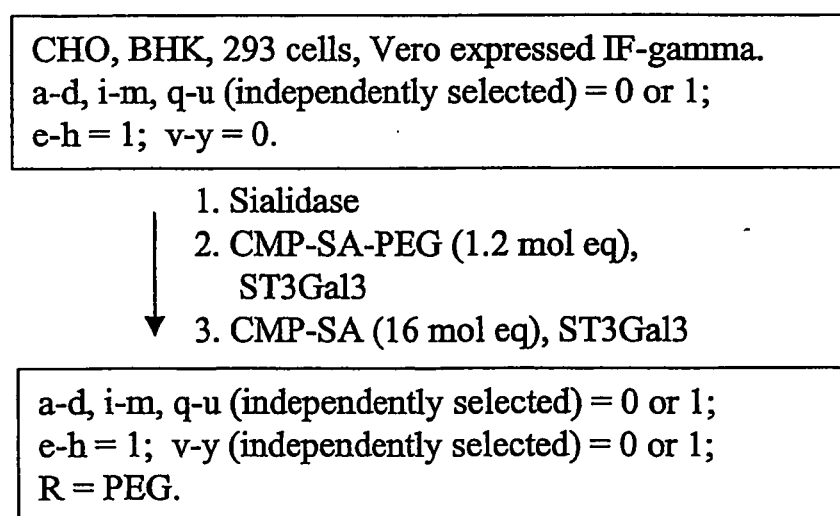 CHO, BHK, 293 cells, Vero expressed IF-gamma.
a-d, i-m, q-u (independently selected) = 0 or 1;
e-h = 1; v-y = 0.
1. Sialidase
2. CMP-SA-PEG (1.2 mol eq),
ST3Gal3
3. CMP-SA (16 mol eq), ST3Gal3
a-d, i-m, q-u (independently selected) = 0 or 1;
e-h = 1; v-y (independently selected) = 0 or 1;
R = PEG.